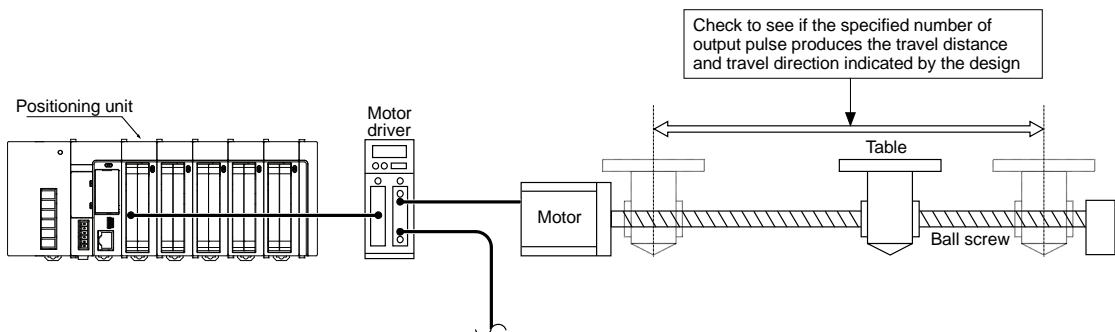 Check to see if the specified number of
output pulse produces the travel distance
and travel direction indicated by the design
Positioning unit
Motor
driver
Table
Motor
Ball screw